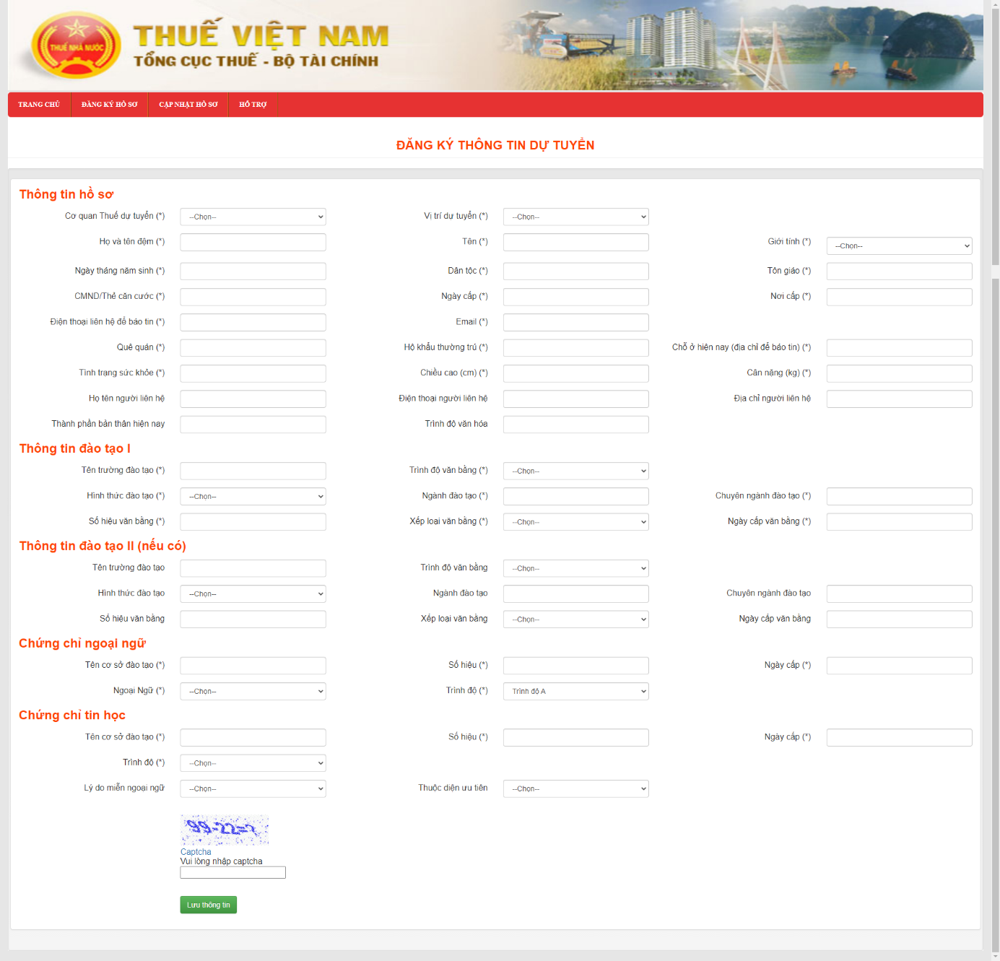 THUẾ NHÀ NƯỚC
THUẾ VIỆT NAM
TỔNG CỤC THUẾ - BỘ TÀI CHÍNH
TRANG CHỦ ĐĂNG KÝ HỒ SƠ CẬP NHẬT HỒ SƠ HỖ TRỢ
ĐĂNG KÝ THÔNG TIN DỰ TUYỂN
Thông tin hồ sơ
Cơ quan Thuế dự tuyển (*) --Chọn-- Vị trí dự tuyển (*) --Chọn--
Họ và tên đệm (*) Tên (*) Giới tính (*) --Chọn--
Ngày tháng năm sinh (*) Dân tộc (*) Tôn giáo (*)
CMND/Thẻ căn cước (*) Ngày cấp (*) Nơi cấp (*)
Điện thoại liên hệ để báo tin (*) Email (*)
Quê quán (*) Hộ khẩu thường trú (*) Chỗ ở hiện nay (địa chỉ để báo tin) (*)
Tình trạng sức khỏe (*) Chiều cao (cm) (*) Cân nặng (kg) (*)
Họ tên người liên hệ Điện thoại người liên hệ Địa chỉ người liên hệ
Thành phần bản thân hiện nay Trình độ văn hóa
Thông tin đào tạo I
Tên trường đào tạo (*) Trình độ văn bằng (*) --Chọn--
Hình thức đào tạo (*) --Chọn-- Ngành đào tạo (*) Chuyên ngành đào tạo (*)
Số hiệu văn bằng (*) Xếp loại văn bằng (*) --Chọn-- Ngày cấp văn bằng (*)
Thông tin đào tạo II (nếu có)
Tên trường đào tạo Trình độ văn bằng --Chọn--
Hình thức đào tạo --Chọn-- Ngành đào tạo Chuyên ngành đào tạo
Số hiệu văn bằng Xếp loại văn bằng --Chọn-- Ngày cấp văn bằng
Chứng chỉ ngoại ngữ
Tên cơ sở đào tạo (*) Số hiệu (*) Ngày cấp (*)
Ngoại Ngữ (*) --Chọn-- Trình độ (*) Trình độ A
Chứng chỉ tin học
Tên cơ sở đào tạo (*) Số hiệu (*) Ngày cấp (*)
Trình độ (*) --Chọn--
Lý do miễn ngoại ngữ --Chọn-- Thuộc diện ưu tiên --Chọn--
99-22=?
Captcha
Vui lòng nhập captcha
Lưu thông tin